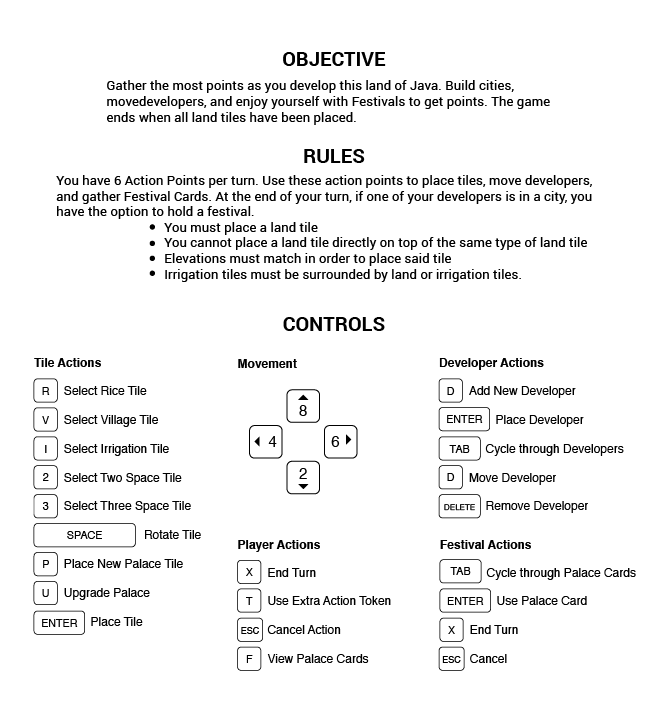 OBJECTIVE
Gather the most points as you develop this land of Java. Build cities,
movedevelopers, and enjoy yourself with Festivals to get points. The game
ends when all land tiles have been placed.
RULES
You have 6 Action Points per turn. Use these action points to place tiles, move developers,
and gather Festival Cards. At the end of your turn, if one of your developers is in a city, you
have the option to hold a festival.
• You must place a land tile
• You cannot place a land tile directly on top of the same type of land tile
• Elevations must match in order to place said tile
• Irrigation tiles must be surrounded by land or irrigation tiles.
CONTROLS
Tile Actions
R Select Rice Tile
V Select Village Tile
I Select Irrigation Tile
2 Select Two Space Tile
3 Select Three Space Tile
SPACE Rotate Tile
P Place New Palace Tile
U Upgrade Palace
ENTER Place Tile
Movement
8
4 6
2
Player Actions
X End Turn
T Use Extra Action Token
ESC Cancel Action
F View Palace Cards
Developer Actions
D Add New Developer
ENTER Place Developer
TAB Cycle through Developers
D Move Developer
DELETE Remove Developer
Festival Actions
TAB Cycle through Palace Cards
ENTER Use Palace Card
X End Turn
ESC Cancel